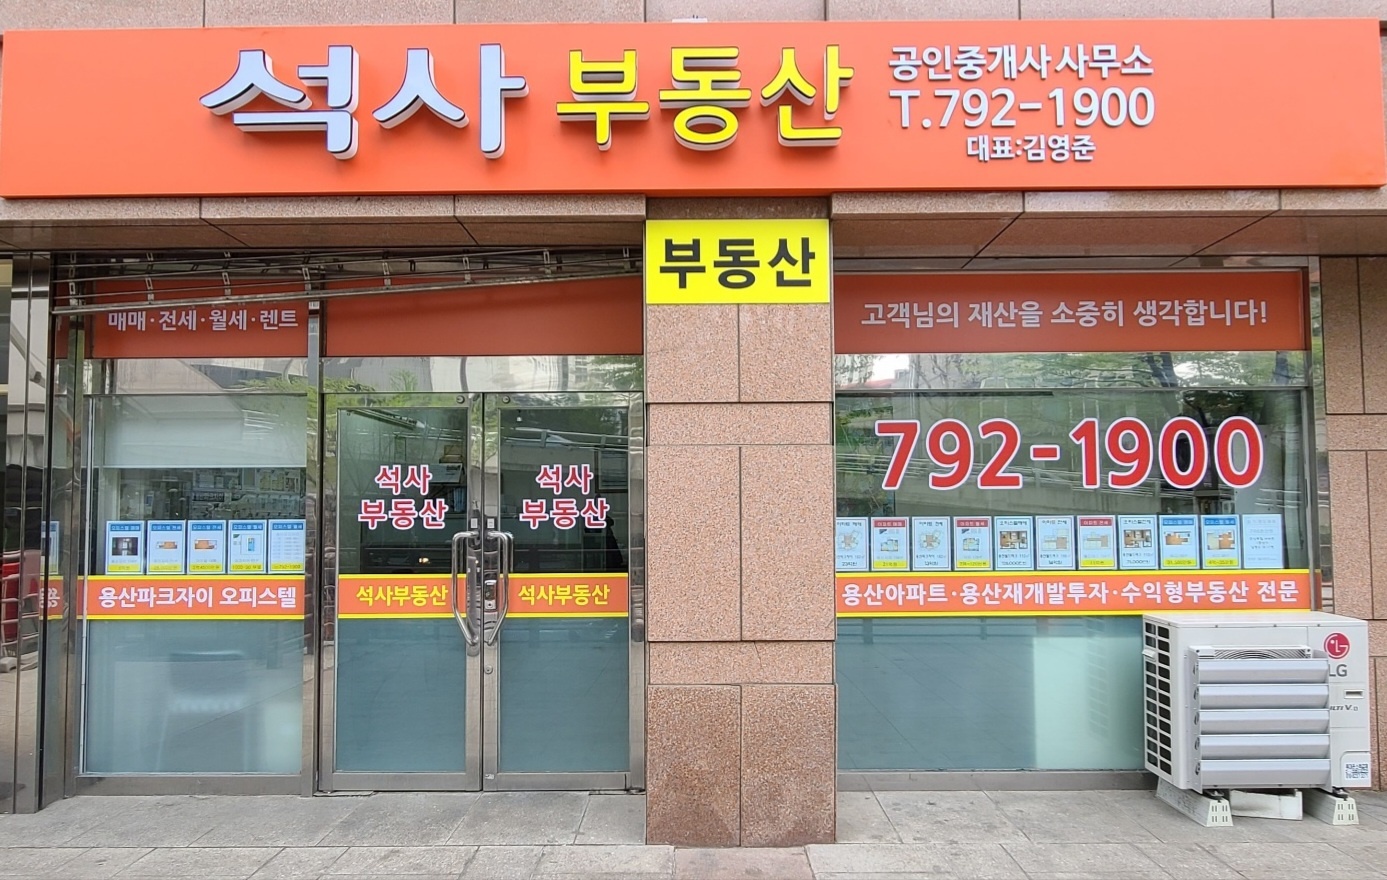 석사 부동산
공인중개사 사무소
T.792-1900
대표:김영준
부동산
매매·전세·월세·렌트
고객님의 재산을 소중히 생각합니다!
792-1900
석사
부동산
석사
부동산
용산파크자이 오피스텔
석사부동산
석사부동산
용산아파트·용산재개발투자·수익형부동산 전문
LG